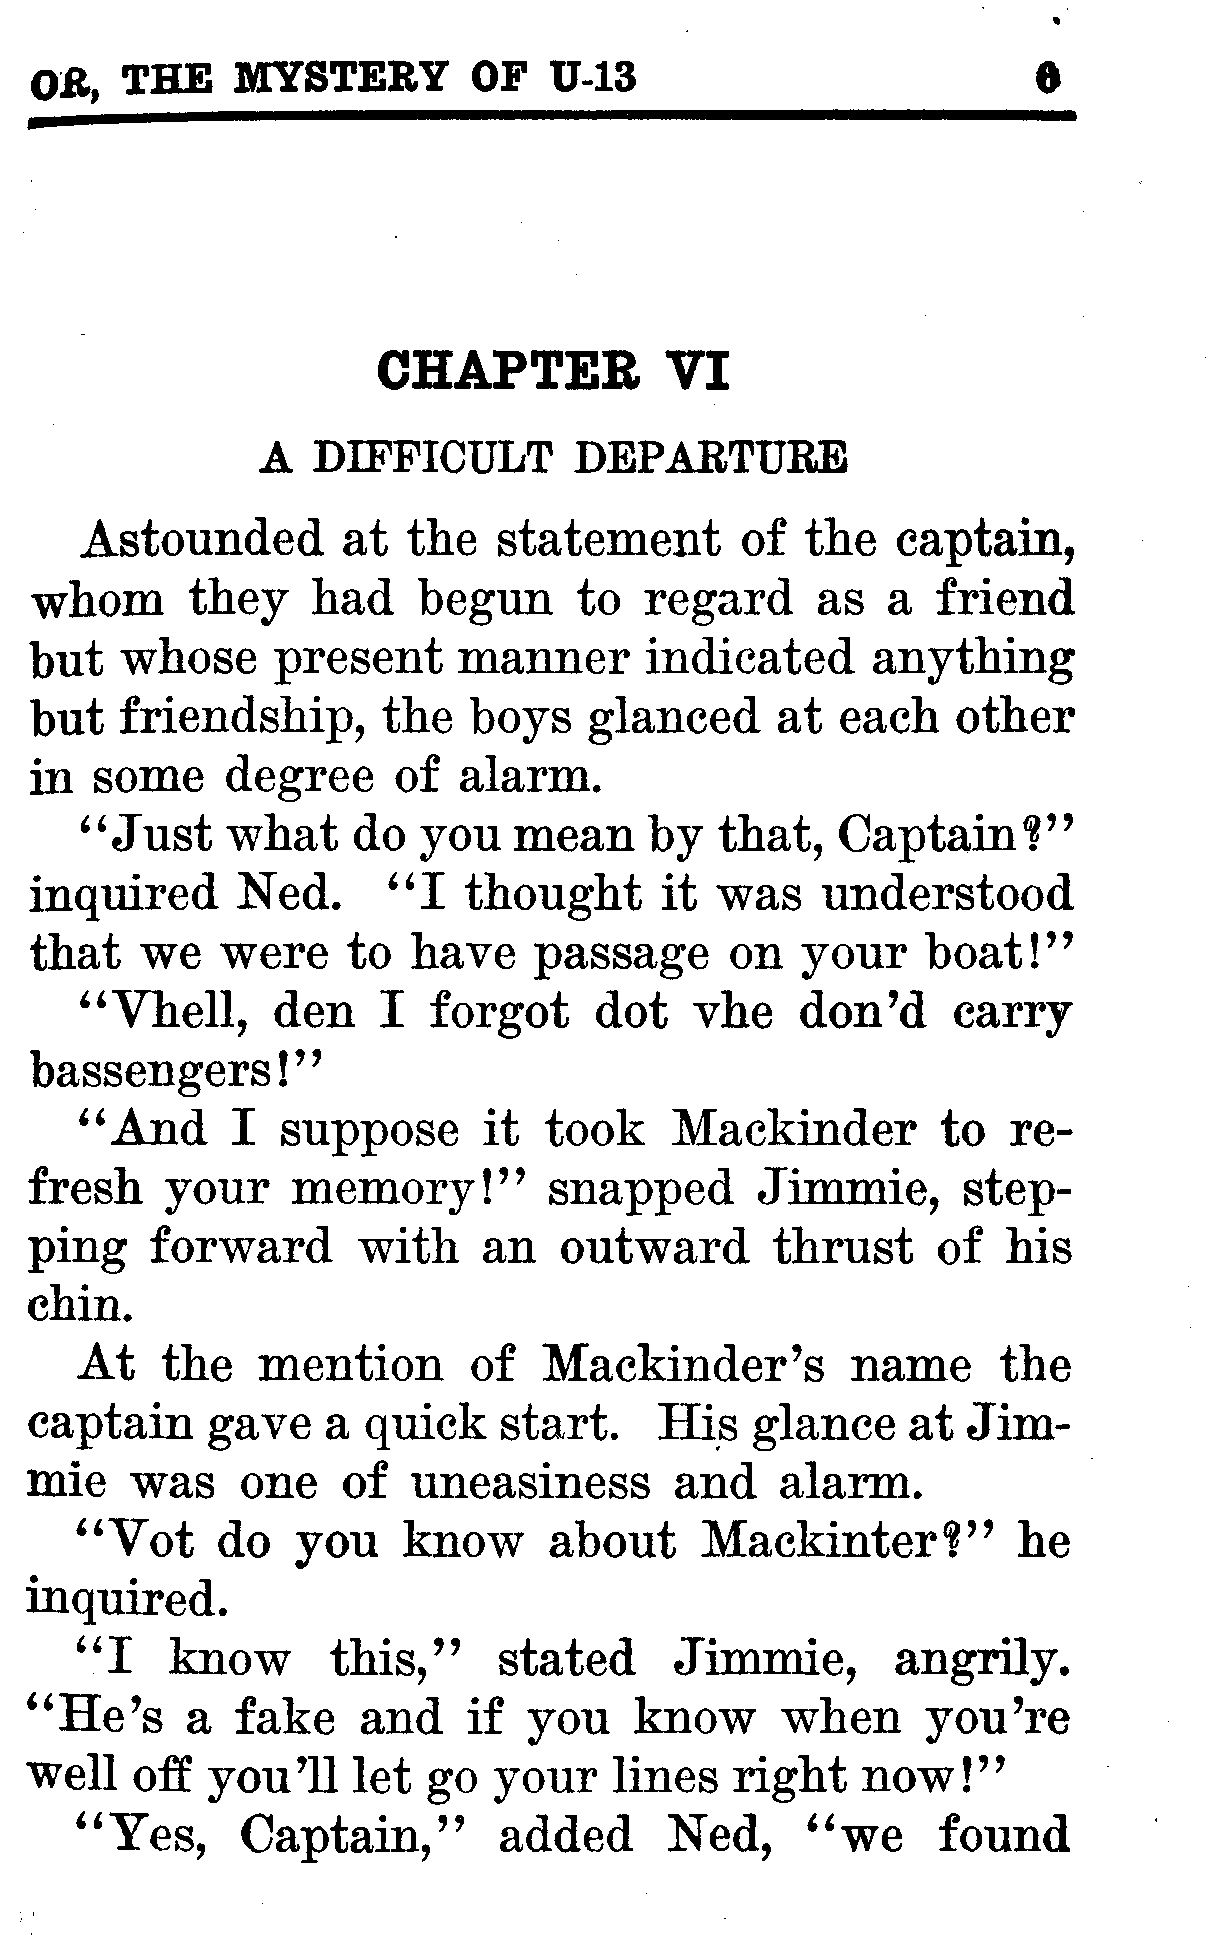 OR, THE MYSTERY OF U-13
CHAPTER VI
A DIFFICULT DEPARTURE
Astounded at the statement of the captain,
whom they had begun to regard as a friend
but whose present manner indicated anything
but friendship, the boys glanced at each other
in some degree of alarm.
“Just what do you mean by that, Captain?”
inquired Ned. “I thought it was understood
that we were to have passage on your boat!”
“Vhell, den I forgot dot vhe don’d carry
bassengers!”
“And I suppose it took Mackinder to re-
fresh your memory!” snapped Jimmie, step-
ping forward with an outward thrust of his
chin.
At the mention of Mackinder’s name the
captain gave a quick start. His glance at Jim-
mie was one of uneasiness and alarm.
“Vot do you know about Mackinter?” he
inquired.
“I know this,” stated Jimmie, angrily.
“He’s a fake and if you know when you’re
well off you’ll let go your lines right now!”
“Yes, Captain,” added Ned, “we found